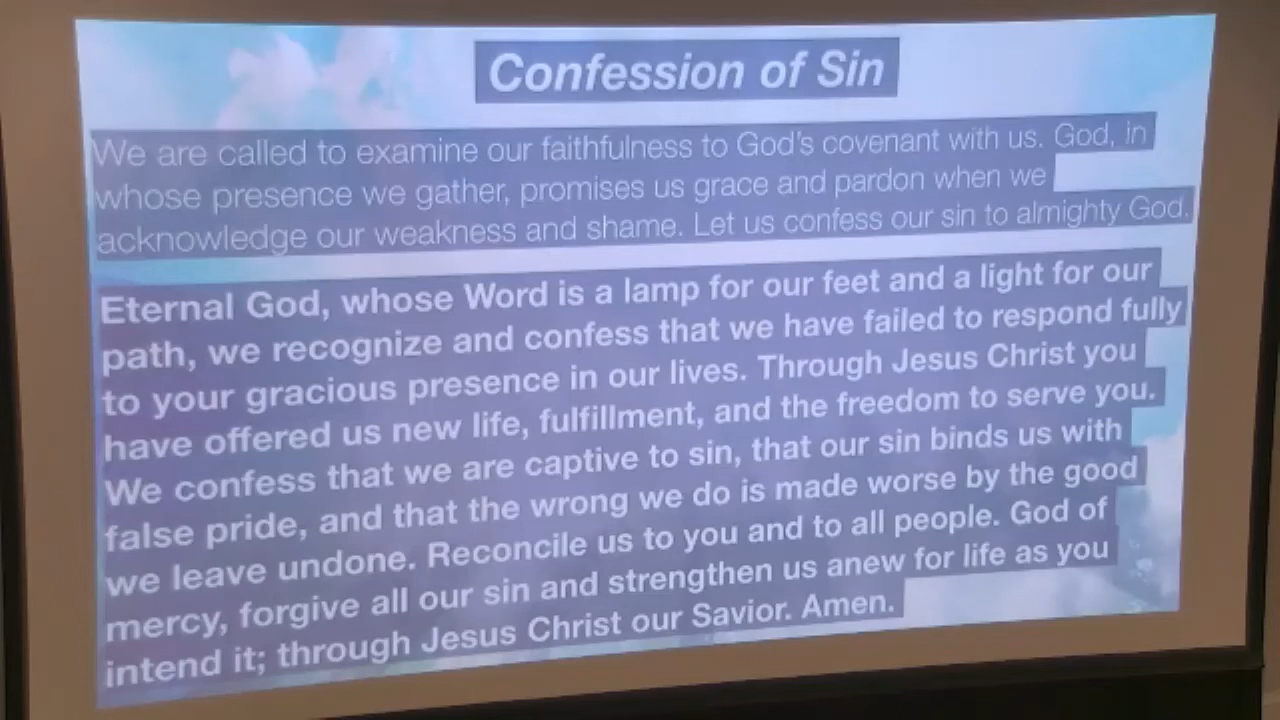 Confession of Sin
We are called to examine our faithfulness to God's covenant with us. God, in
whose presence we gather, promises us grace and pardon when we
acknowledge our weakness and shame. Let us confess our sin to almighty God.
Eternal God, whose Word is a lamp for our feet and a light for our
path, we recognize and confess that we have failed to respond fully
to your gracious presence in our lives. Through Jesus Christ you
have offered us new life, fulfillment, and the freedom to serve you.
We confess that we are captive to sin, that our sin binds us with
false pride, and that the wrong we do is made worse by the good
we leave undone. Reconcile us to you and to all people. God of
mercy, forgive all our sin and strengthen us anew for life as you
intend it; through Jesus Christ our Savior. Amen.